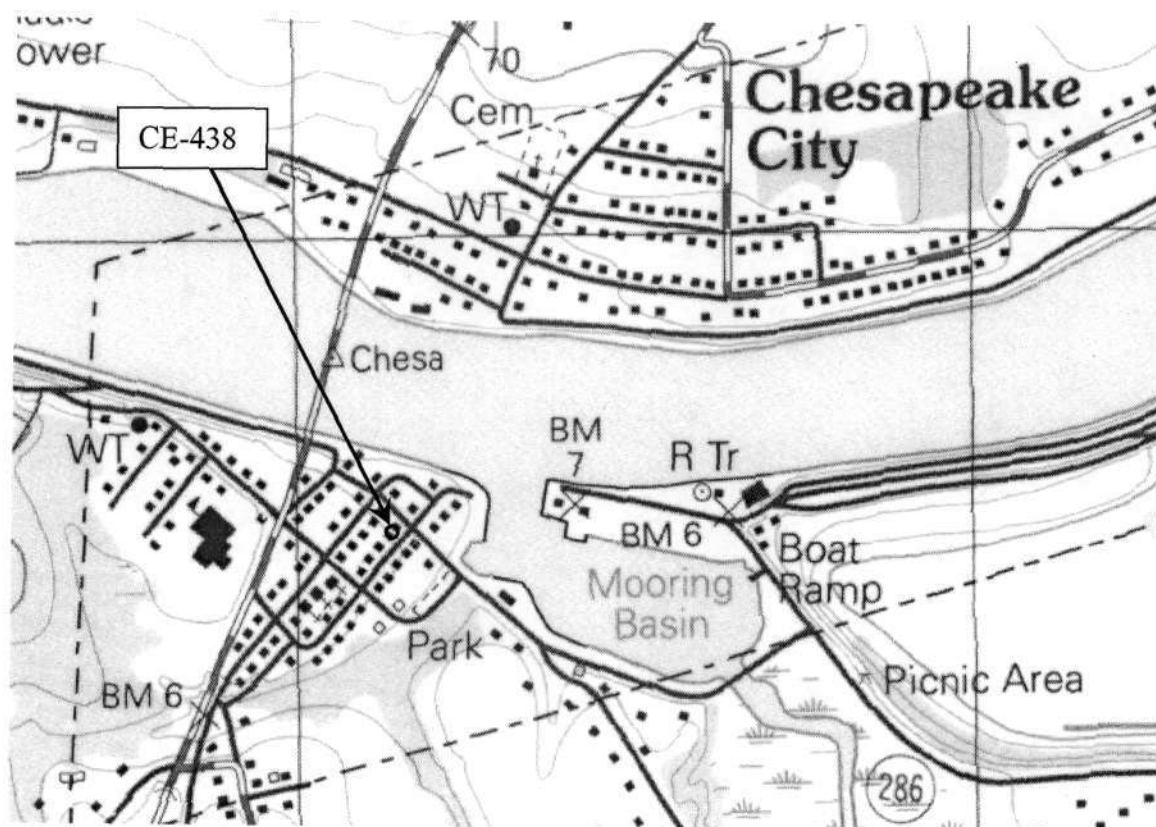 ower
70
Cem
Chesapeake
City
CE-438
WT
Chesa
BM
7
R Tr
WT
BM 6
Boat
Ramp
Mooring
Basin
Park
BM 6
Picnic Area
286